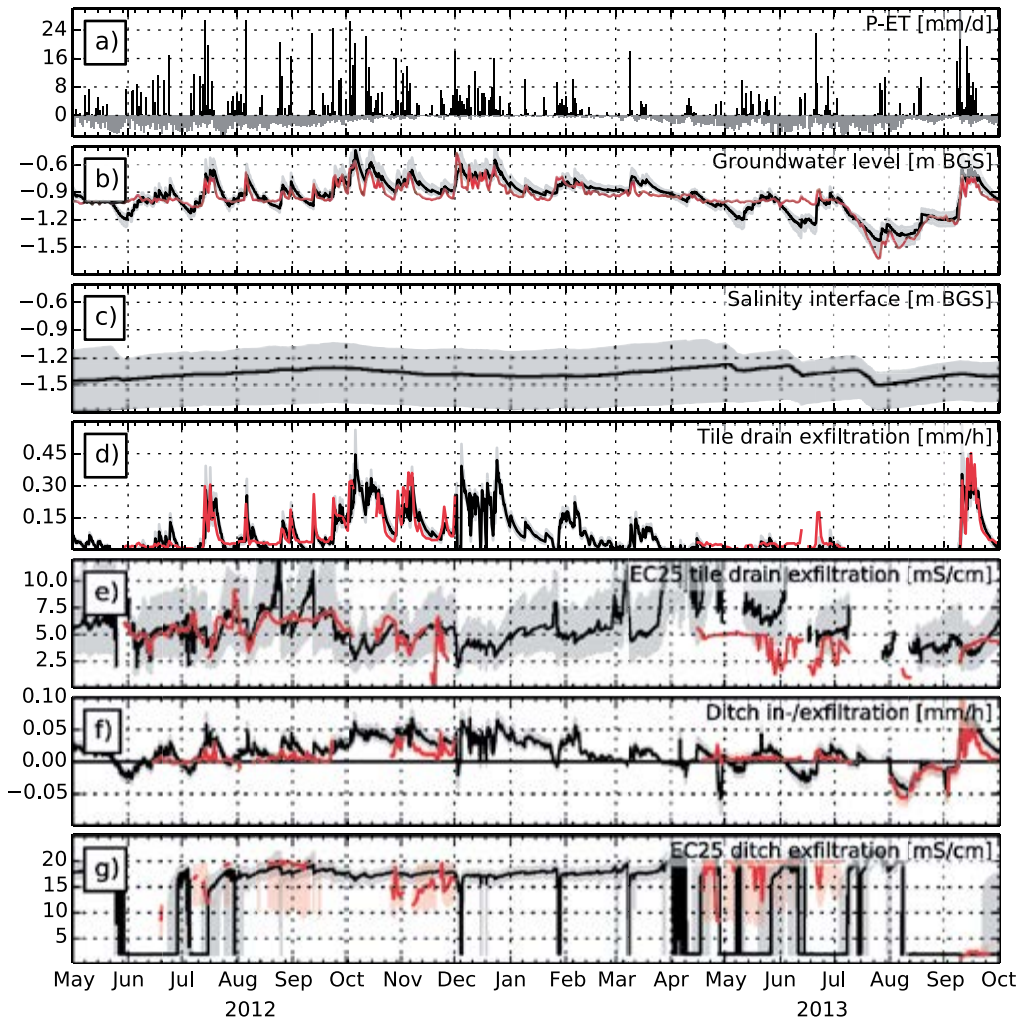 a)
P-ET [mm/d]
24
16
8
0
b)
Groundwater level [m BGS]
−0.6
−0.9
−1.2
−1.5
c)
Salinity interface [m BGS]
−0.6
−0.9
−1.2
−1.5
d)
Tile drain exfiltration [mm/h]
0.45
0.30
0.15
e)
EC25 tile drain exfiltration [mS/cm]
10.0
7.5
5.0
2.5
f)
Ditch in-/exfiltration [mm/h]
0.10
0.05
0.00
−0.05
g)
EC25 ditch exfiltration [mS/cm]
20
15
10
5
May Jun Jul Aug Sep Oct Nov Dec Jan Feb Mar Apr May Jun Jul Aug Sep Oct
2012 2013